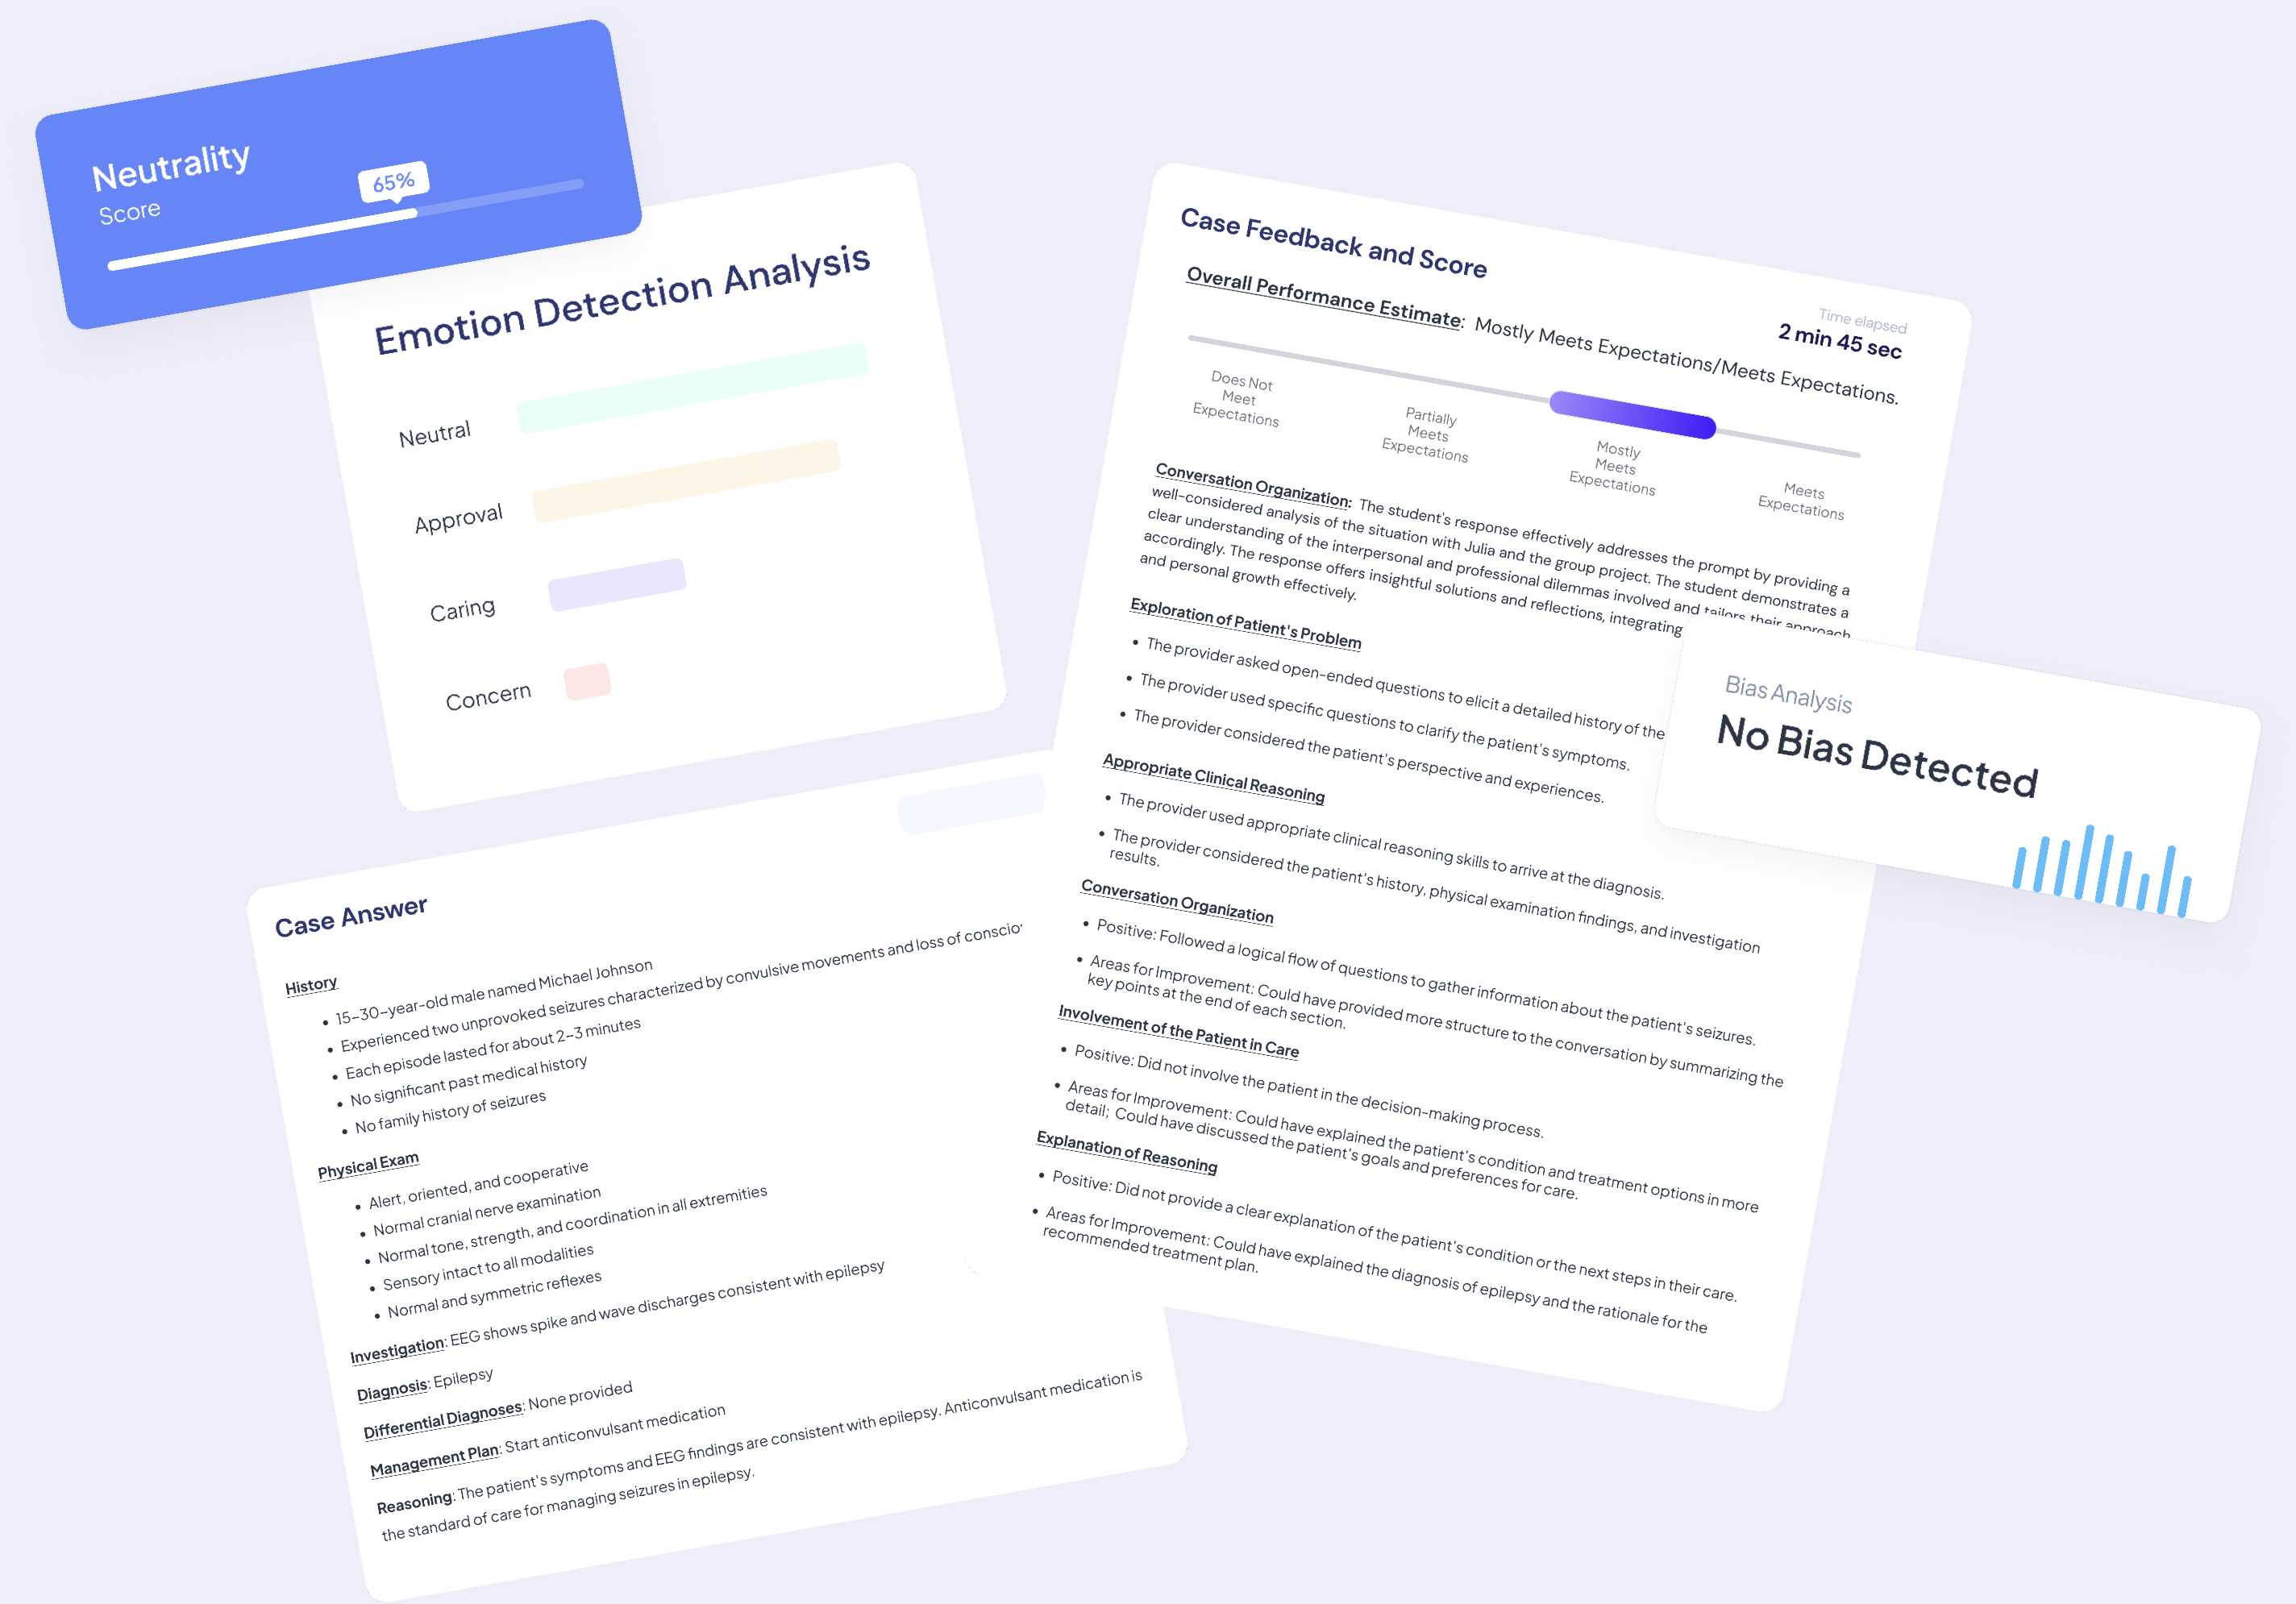 Neutrality
Score
65%
Emotion Detection Analysis
Neutral
Approval
Caring
Concern
Case Feedback and Score
Time elapsed
2 min 45 sec
Overall Performance Estimate: Mostly Meets Expectations/Meets Expectations.
Does Not
Meet
Expectations
Partially
Meets
Expectations
Mostly
Meets
Expectations
Meets
Expectations
Conversation Organization: The student's response effectively addresses the prompt by providing a
well-considered analysis of the situation with Julia and the group project. The student demonstrates a
clear understanding of the interpersonal and professional dilemmas involved and tailors their approach
accordingly. The response offers insightful solutions and reflections, integrating
and personal growth effectively.
Exploration of Patient's Problem
• The provider asked open-ended questions to elicit a detailed history of the
• The provider used specific questions to clarify the patient's symptoms.
• The provider considered the patient's perspective and experiences.
Appropriate Clinical Reasoning
• The provider used appropriate clinical reasoning skills to arrive at the diagnosis.
• The provider considered the patient's history, physical examination findings, and investigation
results.
Conversation Organization
• Positive: Followed a logical flow of questions to gather information about the patient's seizures.
• Areas for Improvement: Could have provided more structure to the conversation by summarizing the
key points at the end of each section.
Involvement of the Patient in Care
• Positive: Did not involve the patient in the decision-making process.
• Areas for Improvement: Could have explained the patient's condition and treatment options in more
detail; Could have discussed the patient's goals and preferences for care.
Explanation of Reasoning
• Positive: Did not provide a clear explanation of the patient's condition or the next steps in their care.
• Areas for Improvement: Could have explained the diagnosis of epilepsy and the rationale for the
recommended treatment plan.
Bias Analysis
No Bias Detected
Case Answer
History
• 15-30-year-old male named Michael Johnson
• Experienced two unprovoked seizures characterized by convulsive movements and loss of
• Each episode lasted for about 2-3 minutes
• No significant past medical history
• No family history of seizures
Physical Exam
• Alert, oriented, and cooperative
• Normal cranial nerve examination
• Normal tone, strength, and coordination in all extremities
• Sensory intact to all modalities
• Normal and symmetric reflexes
Investigation: EEG shows spike and wave discharges consistent with epilepsy
Diagnosis: Epilepsy
Differential Diagnoses: None provided
Management Plan: Start anticonvulsant medication
Reasoning: The patient's symptoms and EEG findings are consistent with epilepsy. Anticonvulsant medication is
the standard of care for managing seizures in epilepsy.